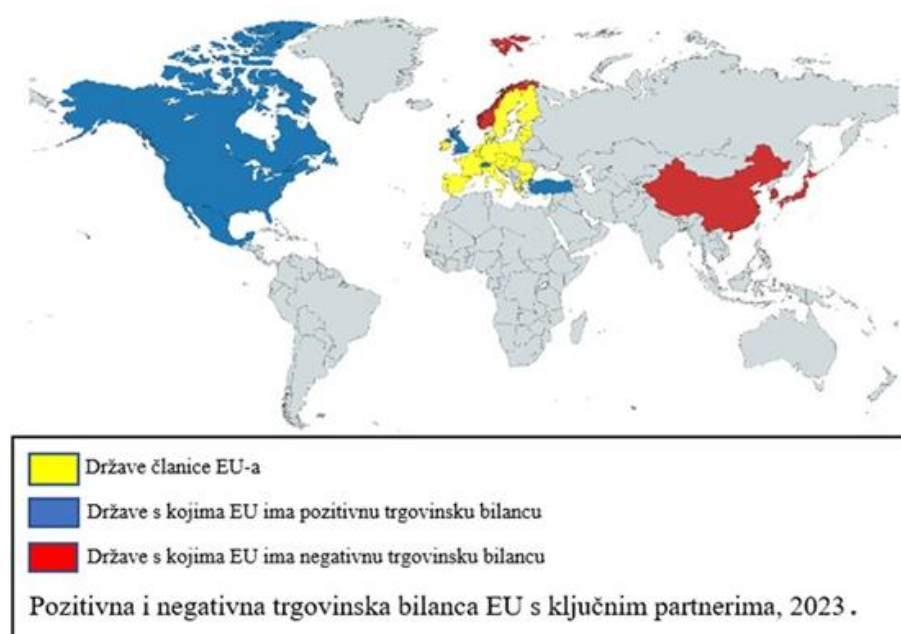 Države članice EU-a
Države s kojima EU ima pozitivnu trgovinsku bilancu
Države s kojima EU ima negativnu trgovinsku bilancu
Pozitivna i negativna trgovinska bilanca EU s ključnim partnerima, 2023.